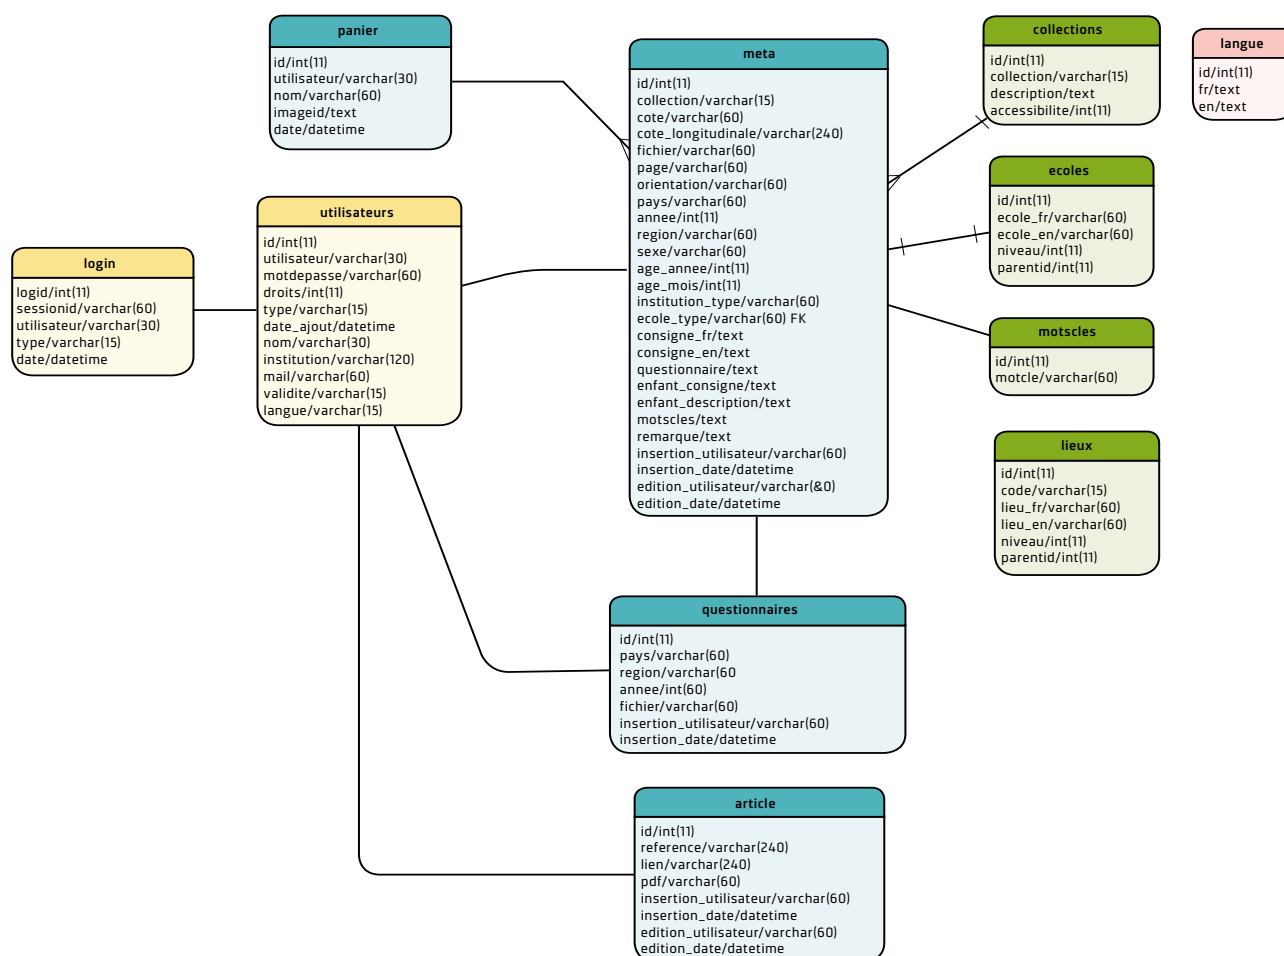 panier
id/int(11)
utilisateur/varchar(30)
nom/varchar(60)
imageid/text
date/datetime
meta
id/int(11)
collection/varchar(15)
cote/varchar(60)
cote_longitudinale/varchar(240)
fichier/varchar(60)
page/varchar(60)
orientation/varchar(60)
pays/varchar(60)
annee/int(11)
region/varchar(60)
sexe/varchar(60)
age_annee/int(11)
age_mois/int(11)
institution_type/varchar(60)
ecole_type/varchar(60) FK
consigne_fr/text
consigne_en/text
questionnaire/text
enfant_consigne/text
enfant_description/text
motscles/text
remarque/text
insertion_utilisateur/varchar(60)
insertion_date/datetime
edition_utilisateur/varchar(&0)
edition_date/datetime
collections
id/int(11)
collection/varchar(15)
description/text
accessibilite/int(11)
langue
id/int(11)
fr/text
en/text
ecoles
id/int(11)
ecole_fr/varchar(60)
ecole_en/varchar(60)
niveau/int(11)
parentid/int(11)
utilisateurs
id/int(11)
utilisateur/varchar(30)
motdepasse/varchar(60)
droits/int(11)
type/varchar(15)
date_ajout/datetime
nom/varchar(30)
institution/varchar(120)
mail/varchar(60)
validite/varchar(15)
langue/varchar(15)
login
logid/int(11)
sessionid/varchar(60)
utilisateur/varchar(30)
type/varchar(15)
date/datetime
motscles
id/int(11)
motcle/varchar(60)
lieux
id/int(11)
code/varchar(15)
lieu_fr/varchar(60)
lieu_en/varchar(60)
niveau/int(11)
parentid/int(11)
questionnaires
id/int(11)
pays/varchar(60)
region/varchar(60
annee/int(60)
fichier/varchar(60)
insertion_utilisateur/varchar(60)
insertion_date/datetime
article
id/int(11)
reference/varchar(240)
lien/varchar(240)
pdf/varchar(60)
insertion_utilisateur/varchar(60)
insertion_date/datetime
edition_utilisateur/varchar(60)
edition_date/datetime